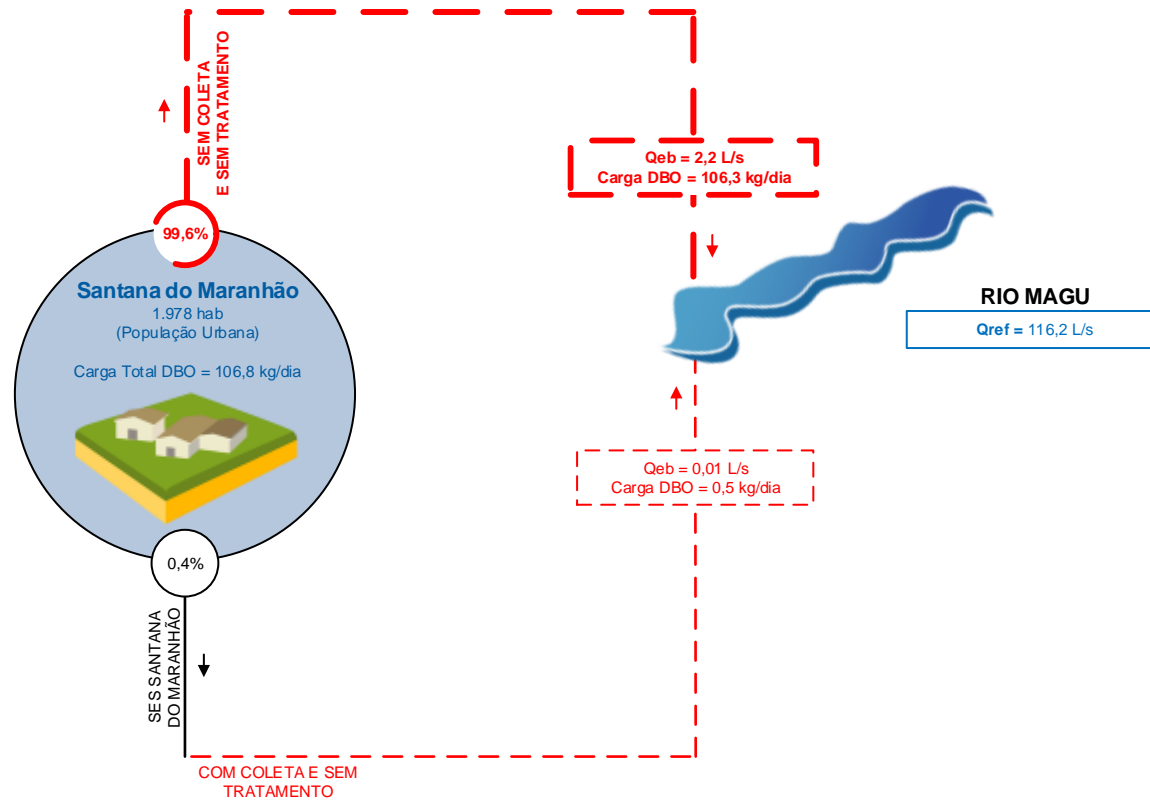 SEM COLETA
E SEM TRATAMENTO
Qeb = 2,2 L/s
Carga DBO = 106,3 kg/dia
99,6%
Santana do Maranhão
1.978 hab
(População Urbana)
Carga Total DBO = 106,8 kg/dia
RIO MAGU
Qref = 116,2 L/s
Qeb = 0,01 L/s
Carga DBO = 0,5 kg/dia
0,4%
SES SANTANA
DO MARANHÃO
COM COLETA E SEM
TRATAMENTO